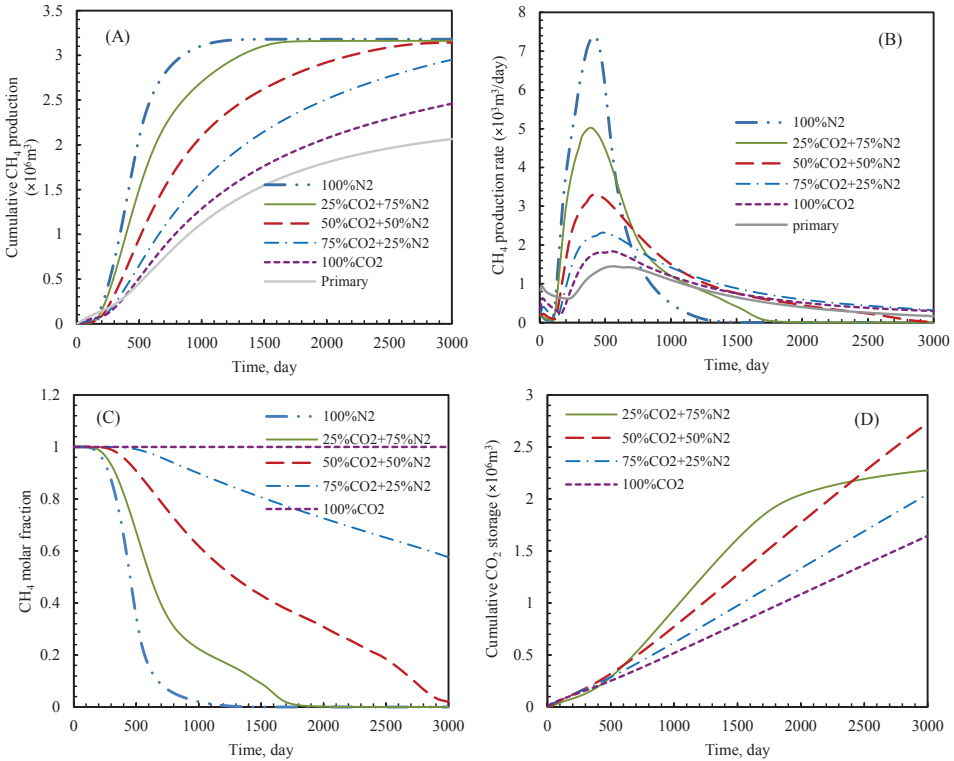 (A)
Cumulative CH4 production
(×10⁶m³)
3.5
3
2.5
2
1.5
1
0.5
0
100%N2
25%CO2+75%N2
50%CO2+50%N2
75%CO2+25%N2
100%CO2
Primary
0 500 1000 1500 2000 2500 3000
Time, day
(B)
CH₄ production rate (×10³m³/day)
8
7
6
5
4
3
2
1
0
100%N2
25%CO2+75%N2
50%CO2+50%N2
75%CO2+25%N2
100%CO2
primary
0 500 1000 1500 2000 2500 3000
Time, day
(C)
CH₄ molar fraction
1.2
1
0.8
0.6
0.4
0.2
0
100%N2
25%CO2+75%N2
50%CO2+50%N2
75%CO2+25%N2
100%CO2
0 500 1000 1500 2000 2500 3000
Time, day
(D)
Cumulative CO₂ storage (×10⁶m³)
3
2.5
2
1.5
1
0.5
0
25%CO2+75%N2
50%CO2+50%N2
75%CO2+25%N2
100%CO2
0 500 1000 1500 2000 2500 3000
Time, day